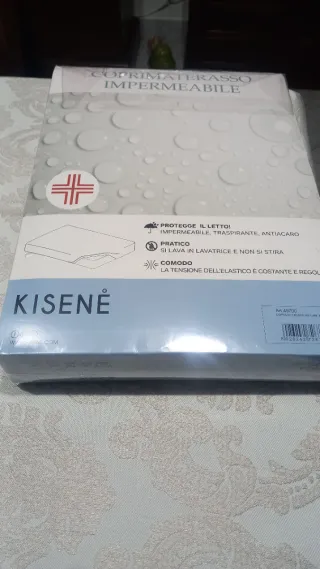 COPRIMATERASSO
IMPERMEABILE
PROTEGGE IL LETTO!
IMPERMEABILE, TRASPIRANTE, ANTIACARO
PRATICO
SI LAVA IN LAVATRICE E NON SI STIRA
COMODO
LA TENSIONE DELL'ELASTICO È COSTANTE E REGOL
KISENÊ